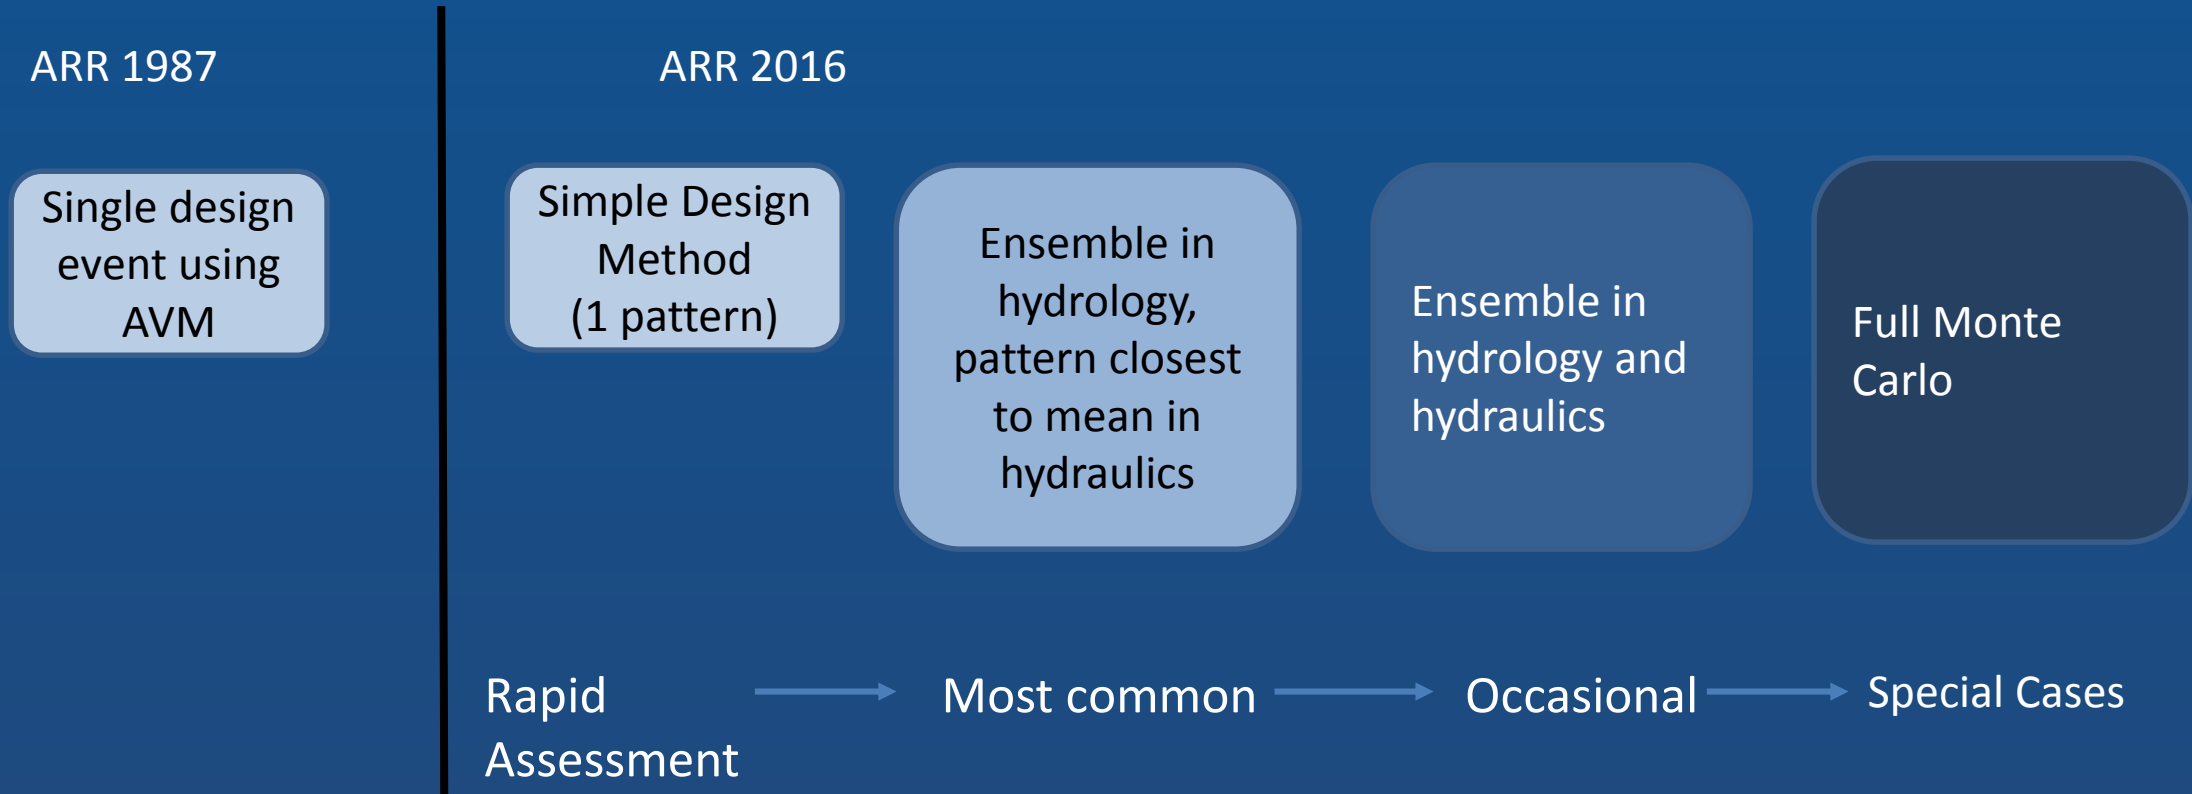 ARR 1987
ARR 2016
Single design
event using
AVM
Simple Design
Method
(1 pattern)
Ensemble in
hydrology,
pattern closest
to mean in
hydraulics
Ensemble in
hydrology and
hydraulics
Full Monte
Carlo
Rapid
Assessment
Most common
Occasional
Special Cases